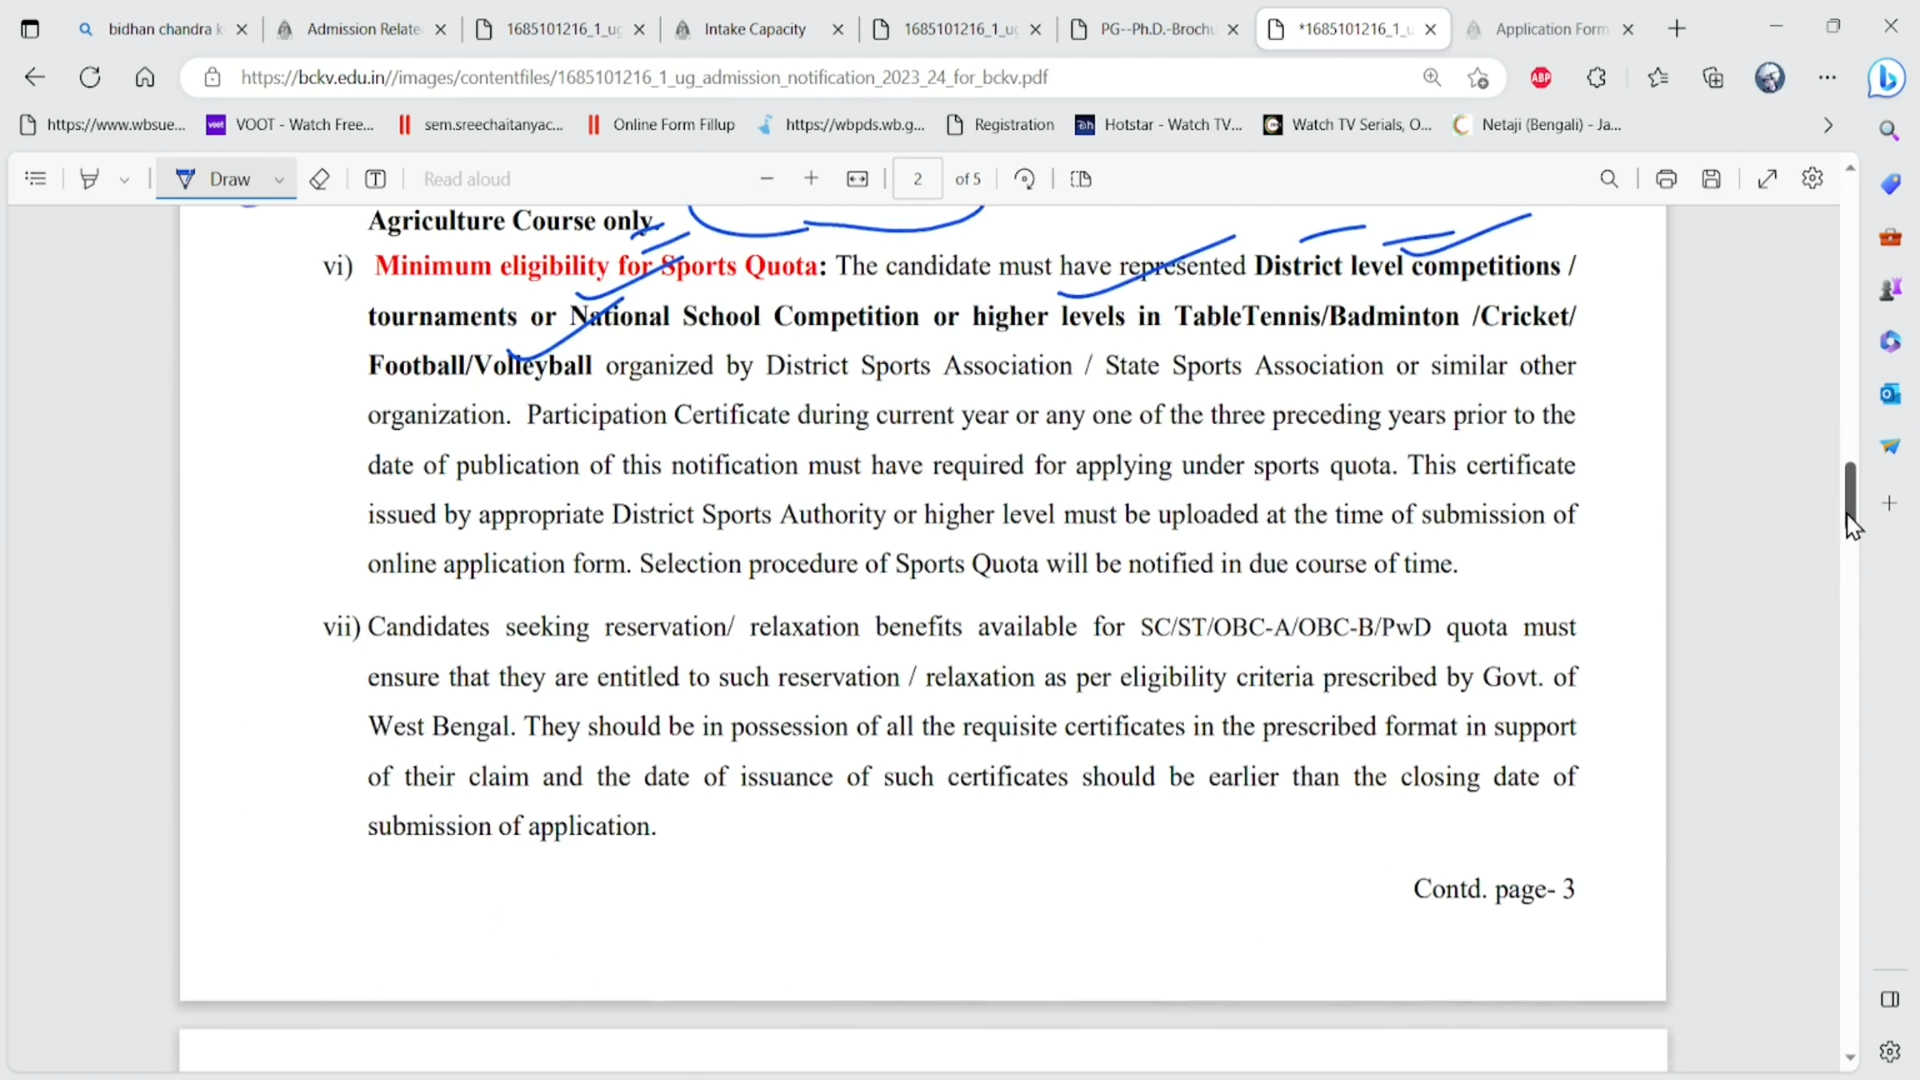 bidhan chandra k
Admission Relate
1685101216_1_ug
Intake Capacity
1685101216_1_ug
PG--Ph.D.-Brochu
*1685101216_1_u
Application Form
https://bckv.edu.in//images/contentfiles/1685101216_1_ug_admission_notification_2023_24_for_bckv.pdf
ABP
https://www.wbsue...
voot
VOOT - Watch Free...
sem.sreechaitanyac...
Online Form Fillup
https://wbpds.wb.g...
Registration
Hotstar - Watch TV...
Watch TV Serials, O...
Netaji (Bengali) - Ja...
Draw
Read aloud
2 of 5
Agriculture Course only.
vi) Minimum eligibility for Sports Quota: The candidate must have represented District level competitions /
tournaments or National School Competition or higher levels in TableTennis/Badminton /Cricket/
Football/Volleyball organized by District Sports Association / State Sports Association or similar other
organization. Participation Certificate during current year or any one of the three preceding years prior to the
date of publication of this notification must have required for applying under sports quota. This certificate
issued by appropriate District Sports Authority or higher level must be uploaded at the time of submission of
online application form. Selection procedure of Sports Quota will be notified in due course of time.
vii) Candidates seeking reservation/ relaxation benefits available for SC/ST/OBC-A/OBC-B/PwD quota must
ensure that they are entitled to such reservation / relaxation as per eligibility criteria prescribed by Govt. of
West Bengal. They should be in possession of all the requisite certificates in the prescribed format in support
of their claim and the date of issuance of such certificates should be earlier than the closing date of
submission of application.
Contd. page- 3